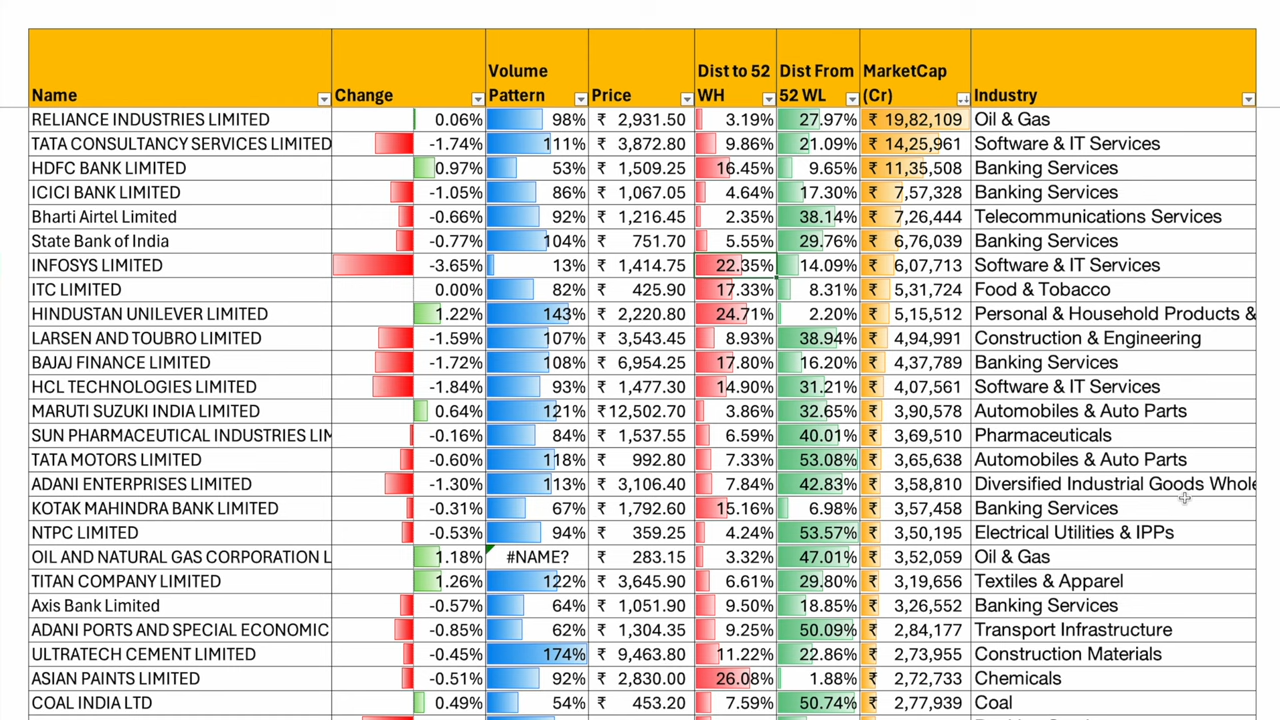 Name Change Volume Pattern Price Dist to 52 WH Dist From 52 WL MarketCap (Cr) Industry
RELIANCE INDUSTRIES LIMITED 0.06% 98% ₹ 2,931.50 3.19% 27.97% ₹ 19,82,109 Oil & Gas
TATA CONSULTANCY SERVICES LIMITED -1.74% 111% ₹ 3,872.80 9.86% 21.09% ₹ 14,25,961 Software & IT Services
HDFC BANK LIMITED 0.97% 53% ₹ 1,509.25 16.45% 9.65% ₹ 11,35,508 Banking Services
ICICI BANK LIMITED -1.05% 86% ₹ 1,067.05 4.64% 17.30% ₹ 7,57,328 Banking Services
Bharti Airtel Limited -0.66% 92% ₹ 1,216.45 2.35% 38.14% ₹ 7,26,444 Telecommunications Services
State Bank of India -0.77% 104% ₹ 751.70 5.55% 29.76% ₹ 6,76,039 Banking Services
INFOSYS LIMITED -3.65% 13% ₹ 1,414.75 22.35% 14.09% ₹ 6,07,713 Software & IT Services
ITC LIMITED 0.00% 82% ₹ 425.90 17.33% 8.31% ₹ 5,31,724 Food & Tobacco
HINDUSTAN UNILEVER LIMITED 1.22% 143% ₹ 2,220.80 24.71% 2.20% ₹ 5,15,512 Personal & Household Products &
LARSEN AND TOUBRO LIMITED -1.59% 107% ₹ 3,543.45 8.93% 38.94% ₹ 4,94,991 Construction & Engineering
BAJAJ FINANCE LIMITED -1.72% 108% ₹ 6,954.25 17.80% 16.20% ₹ 4,37,789 Banking Services
HCL TECHNOLOGIES LIMITED -1.84% 93% ₹ 1,477.30 14.90% 31.21% ₹ 4,07,561 Software & IT Services
MARUTI SUZUKI INDIA LIMITED 0.64% 121% ₹ 12,502.70 3.86% 32.65% ₹ 3,90,578 Automobiles & Auto Parts
SUN PHARMACEUTICAL INDUSTRIES LIM -0.16% 84% ₹ 1,537.55 6.59% 40.01% ₹ 3,69,510 Pharmaceuticals
TATA MOTORS LIMITED -0.60% 118% ₹ 992.80 7.33% 53.08% ₹ 3,65,638 Automobiles & Auto Parts
ADANI ENTERPRISES LIMITED -1.30% 113% ₹ 3,106.40 7.84% 42.83% ₹ 3,58,810 Diversified Industrial Goods Whole
KOTAK MAHINDRA BANK LIMITED -0.31% 67% ₹ 1,792.60 15.16% 6.98% ₹ 3,57,458 Banking Services
NTPC LIMITED -0.53% 94% ₹ 359.25 4.24% 53.57% ₹ 3,50,195 Electrical Utilities & IPPs
OIL AND NATURAL GAS CORPORATION L 1.18% #NAME? ₹ 283.15 3.32% 47.01% ₹ 3,52,059 Oil & Gas
TITAN COMPANY LIMITED 1.26% 122% ₹ 3,645.90 6.61% 29.80% ₹ 3,19,656 Textiles & Apparel
Axis Bank Limited -0.57% 64% ₹ 1,051.90 9.50% 18.85% ₹ 3,26,552 Banking Services
ADANI PORTS AND SPECIAL ECONOMIC -0.85% 62% ₹ 1,304.35 9.25% 50.09% ₹ 2,84,177 Transport Infrastructure
ULTRATECH CEMENT LIMITED -0.45% 174% ₹ 9,463.80 11.22% 22.86% ₹ 2,73,955 Construction Materials
ASIAN PAINTS LIMITED -0.51% 92% ₹ 2,830.00 26.08% 1.88% ₹ 2,72,733 Chemicals
COAL INDIA LTD 0.49% 54% ₹ 453.20 7.59% 50.74% ₹ 2,77,939 Coal